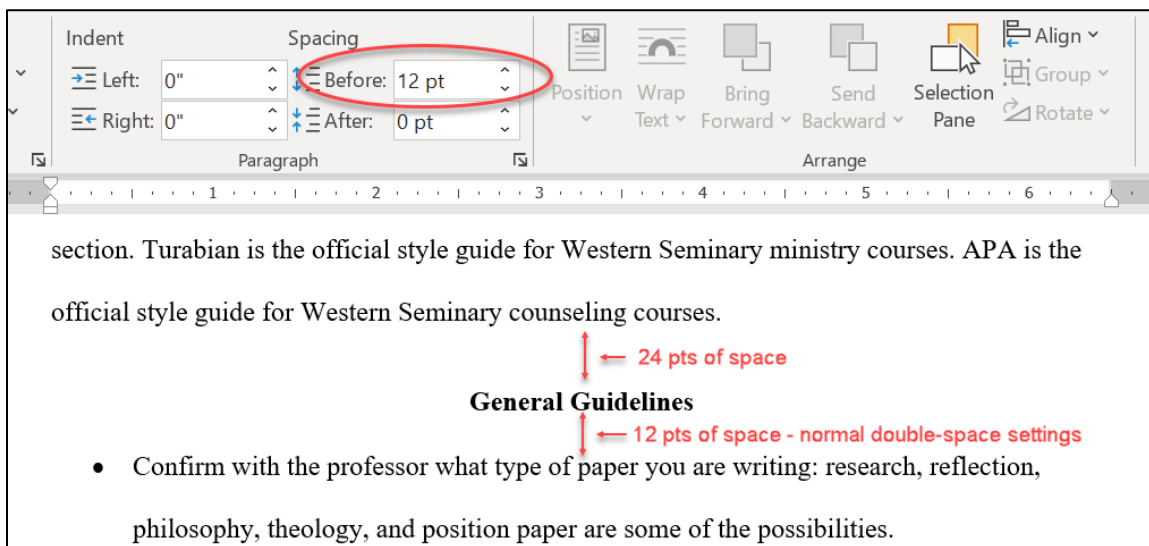 Indent Spacing
Left: 0" Before: 12 pt
Right: 0" After: 0 pt
Paragraph
Position
Wrap Text
Bring Forward
Send Backward
Selection Pane
Align
Group
Rotate
Arrange
1 2 3 4 5 6
section. Turabian is the official style guide for Western Seminary ministry courses. APA is the
official style guide for Western Seminary counseling courses.
24 pts of space
General Guidelines
12 pts of space - normal double-space settings
• Confirm with the professor what type of paper you are writing: research, reflection,
philosophy, theology, and position paper are some of the possibilities.